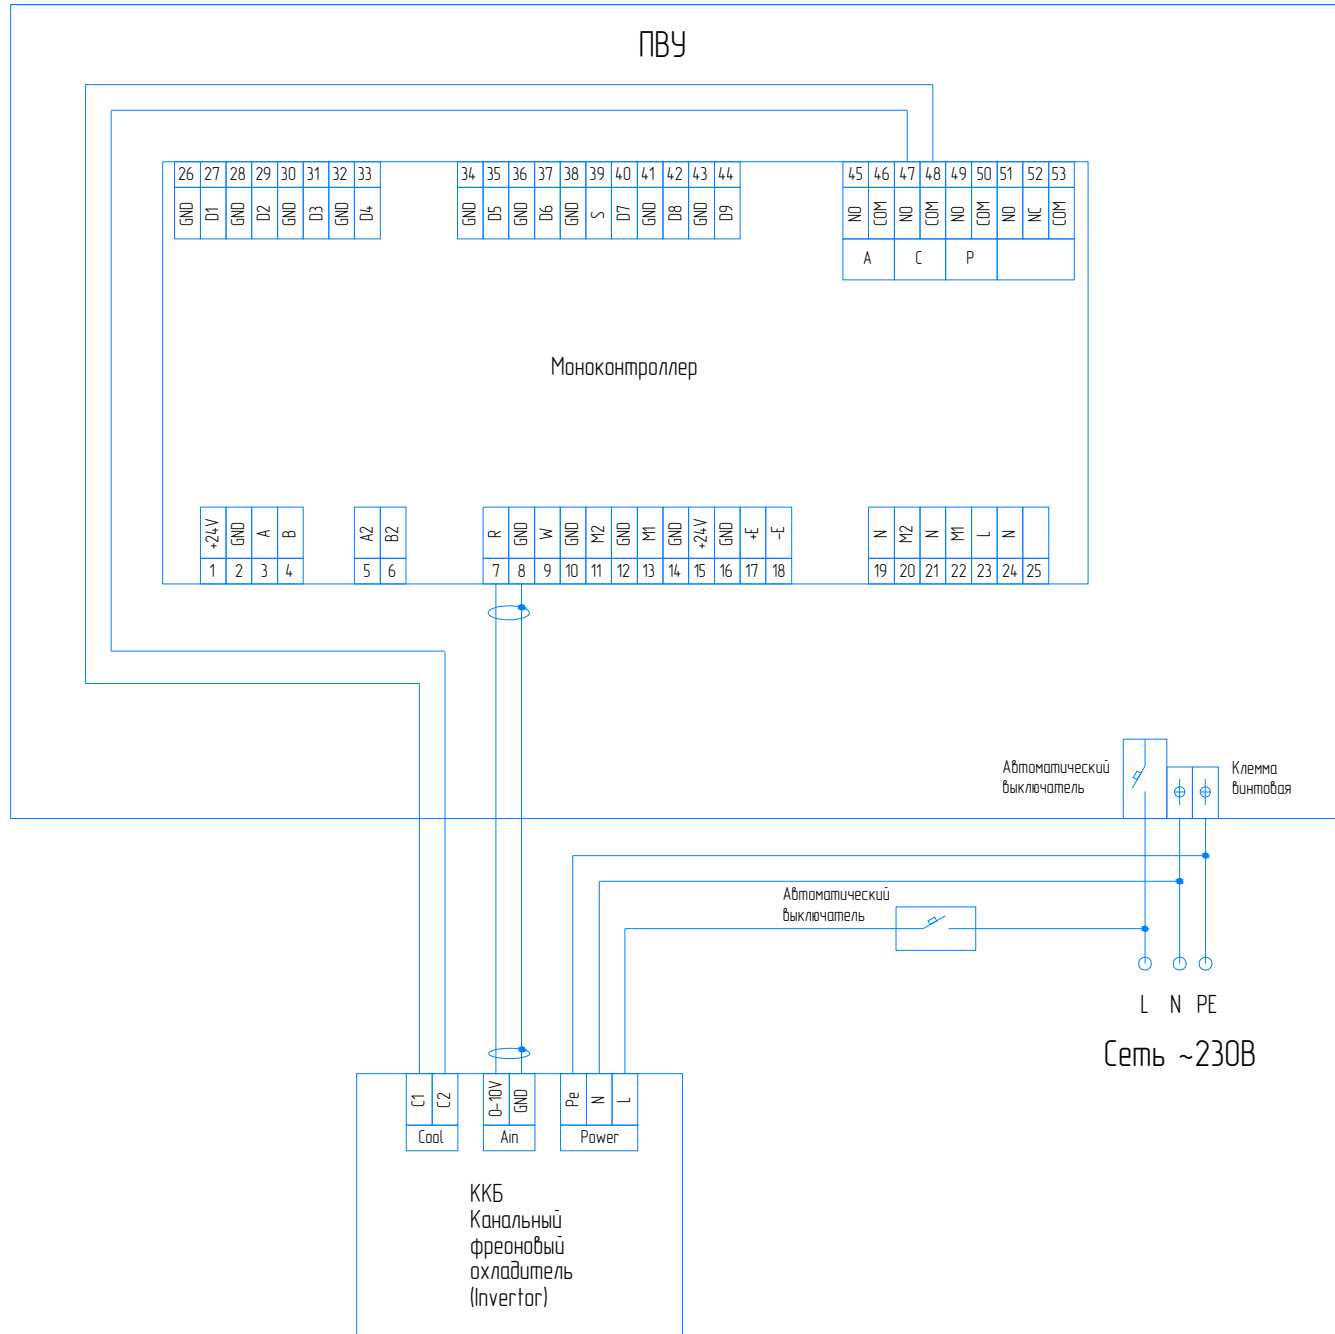 ПВУ
26 27 28 29 30 31 32 33
GND D1 GND D2 GND D3 GND D4
34 35 36 37 38 39 40 41 42 43 44
GND D5 GND D6 GND S D7 GND D8 GND D9
45 46 47 48 49 50 51 52 53
NO COM NO COM NO COM NO NC COM
A C P
Моноконтроллер
+24V GND A B
1 2 3 4
A2 B2
5 6
R GND W GND M2 GND M1 GND +24V GND +E -E
7 8 9 10 11 12 13 14 15 16 17 18
N M2 N M1 L N
19 20 21 22 23 24 25
Автоматический
выключатель
Клемма
винтовая
Автоматический
выключатель
L N PE
Сеть ~230В
C1 C2
Cool
0-10V GND
Ain
Pe N L
Power
ККБ
Канальный
фреоновый
охладитель
(Invertor)